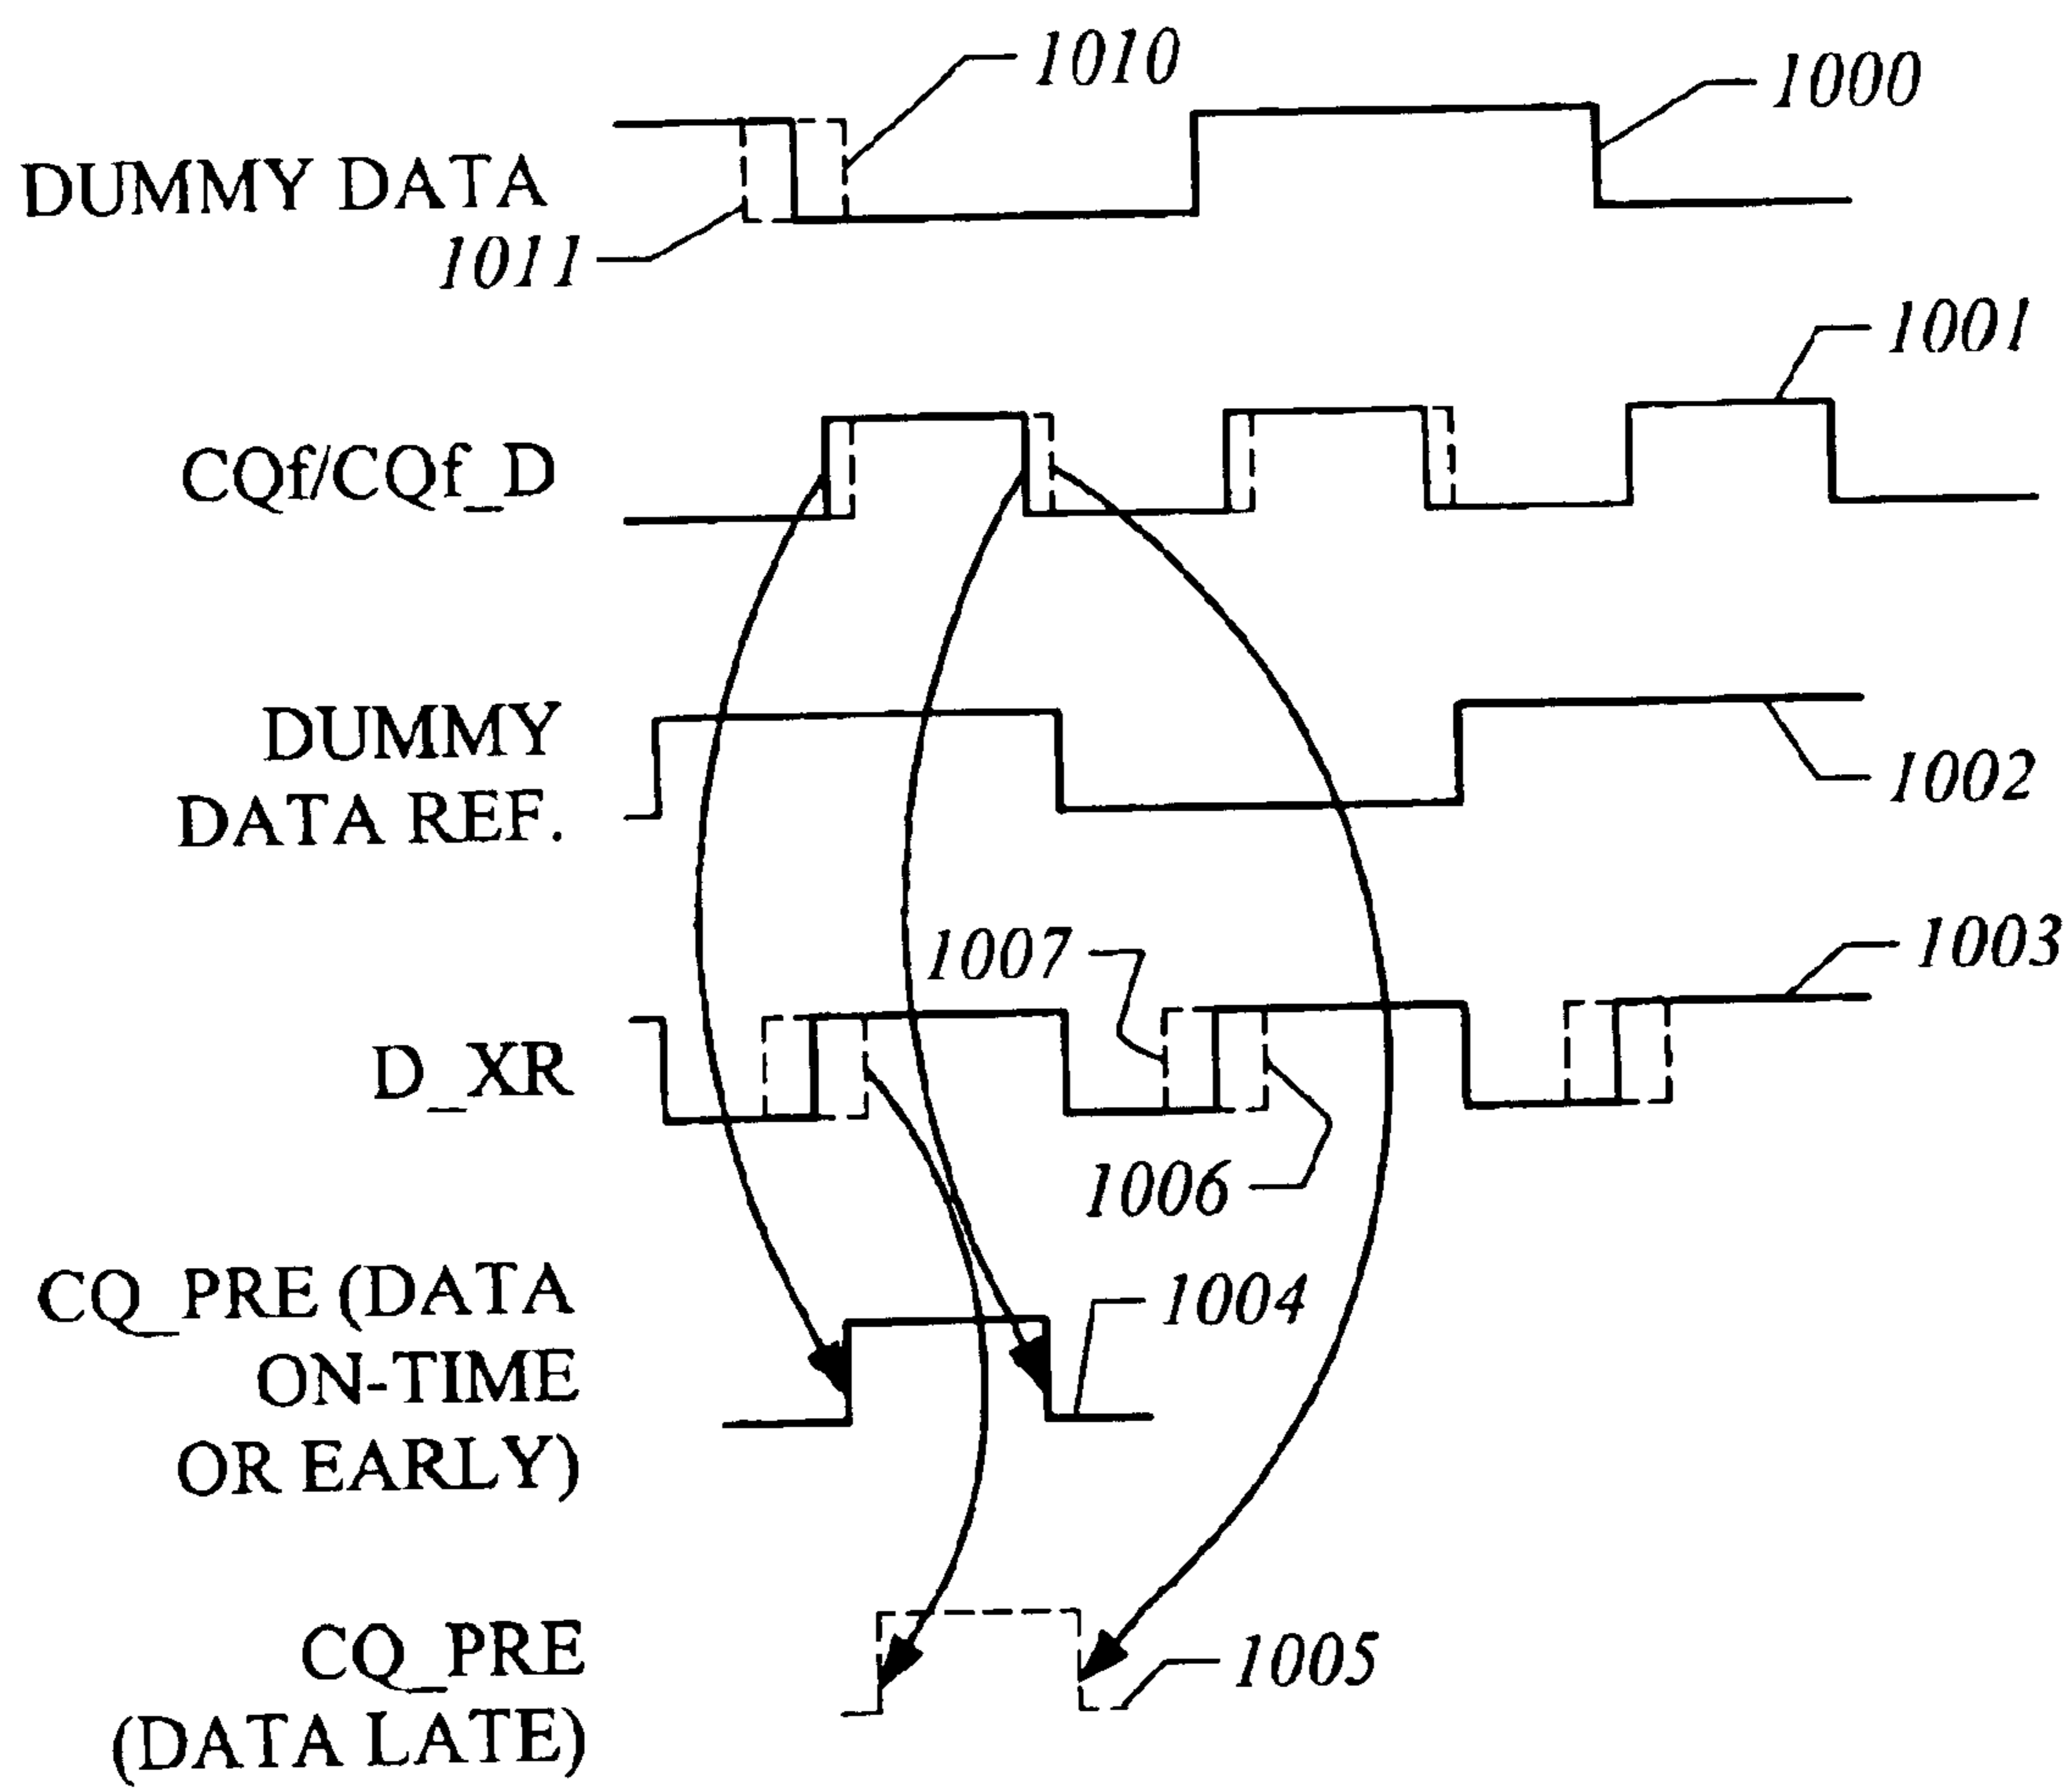 1010
1000
DUMMY DATA
1011
1001
CQf/CQf_D
DUMMY
DATA REF.
1002
1007
1003
D_XR
1006
CQ_PRE (DATA
ON-TIME
OR EARLY)
1004
CQ_PRE
(DATA LATE)
1005